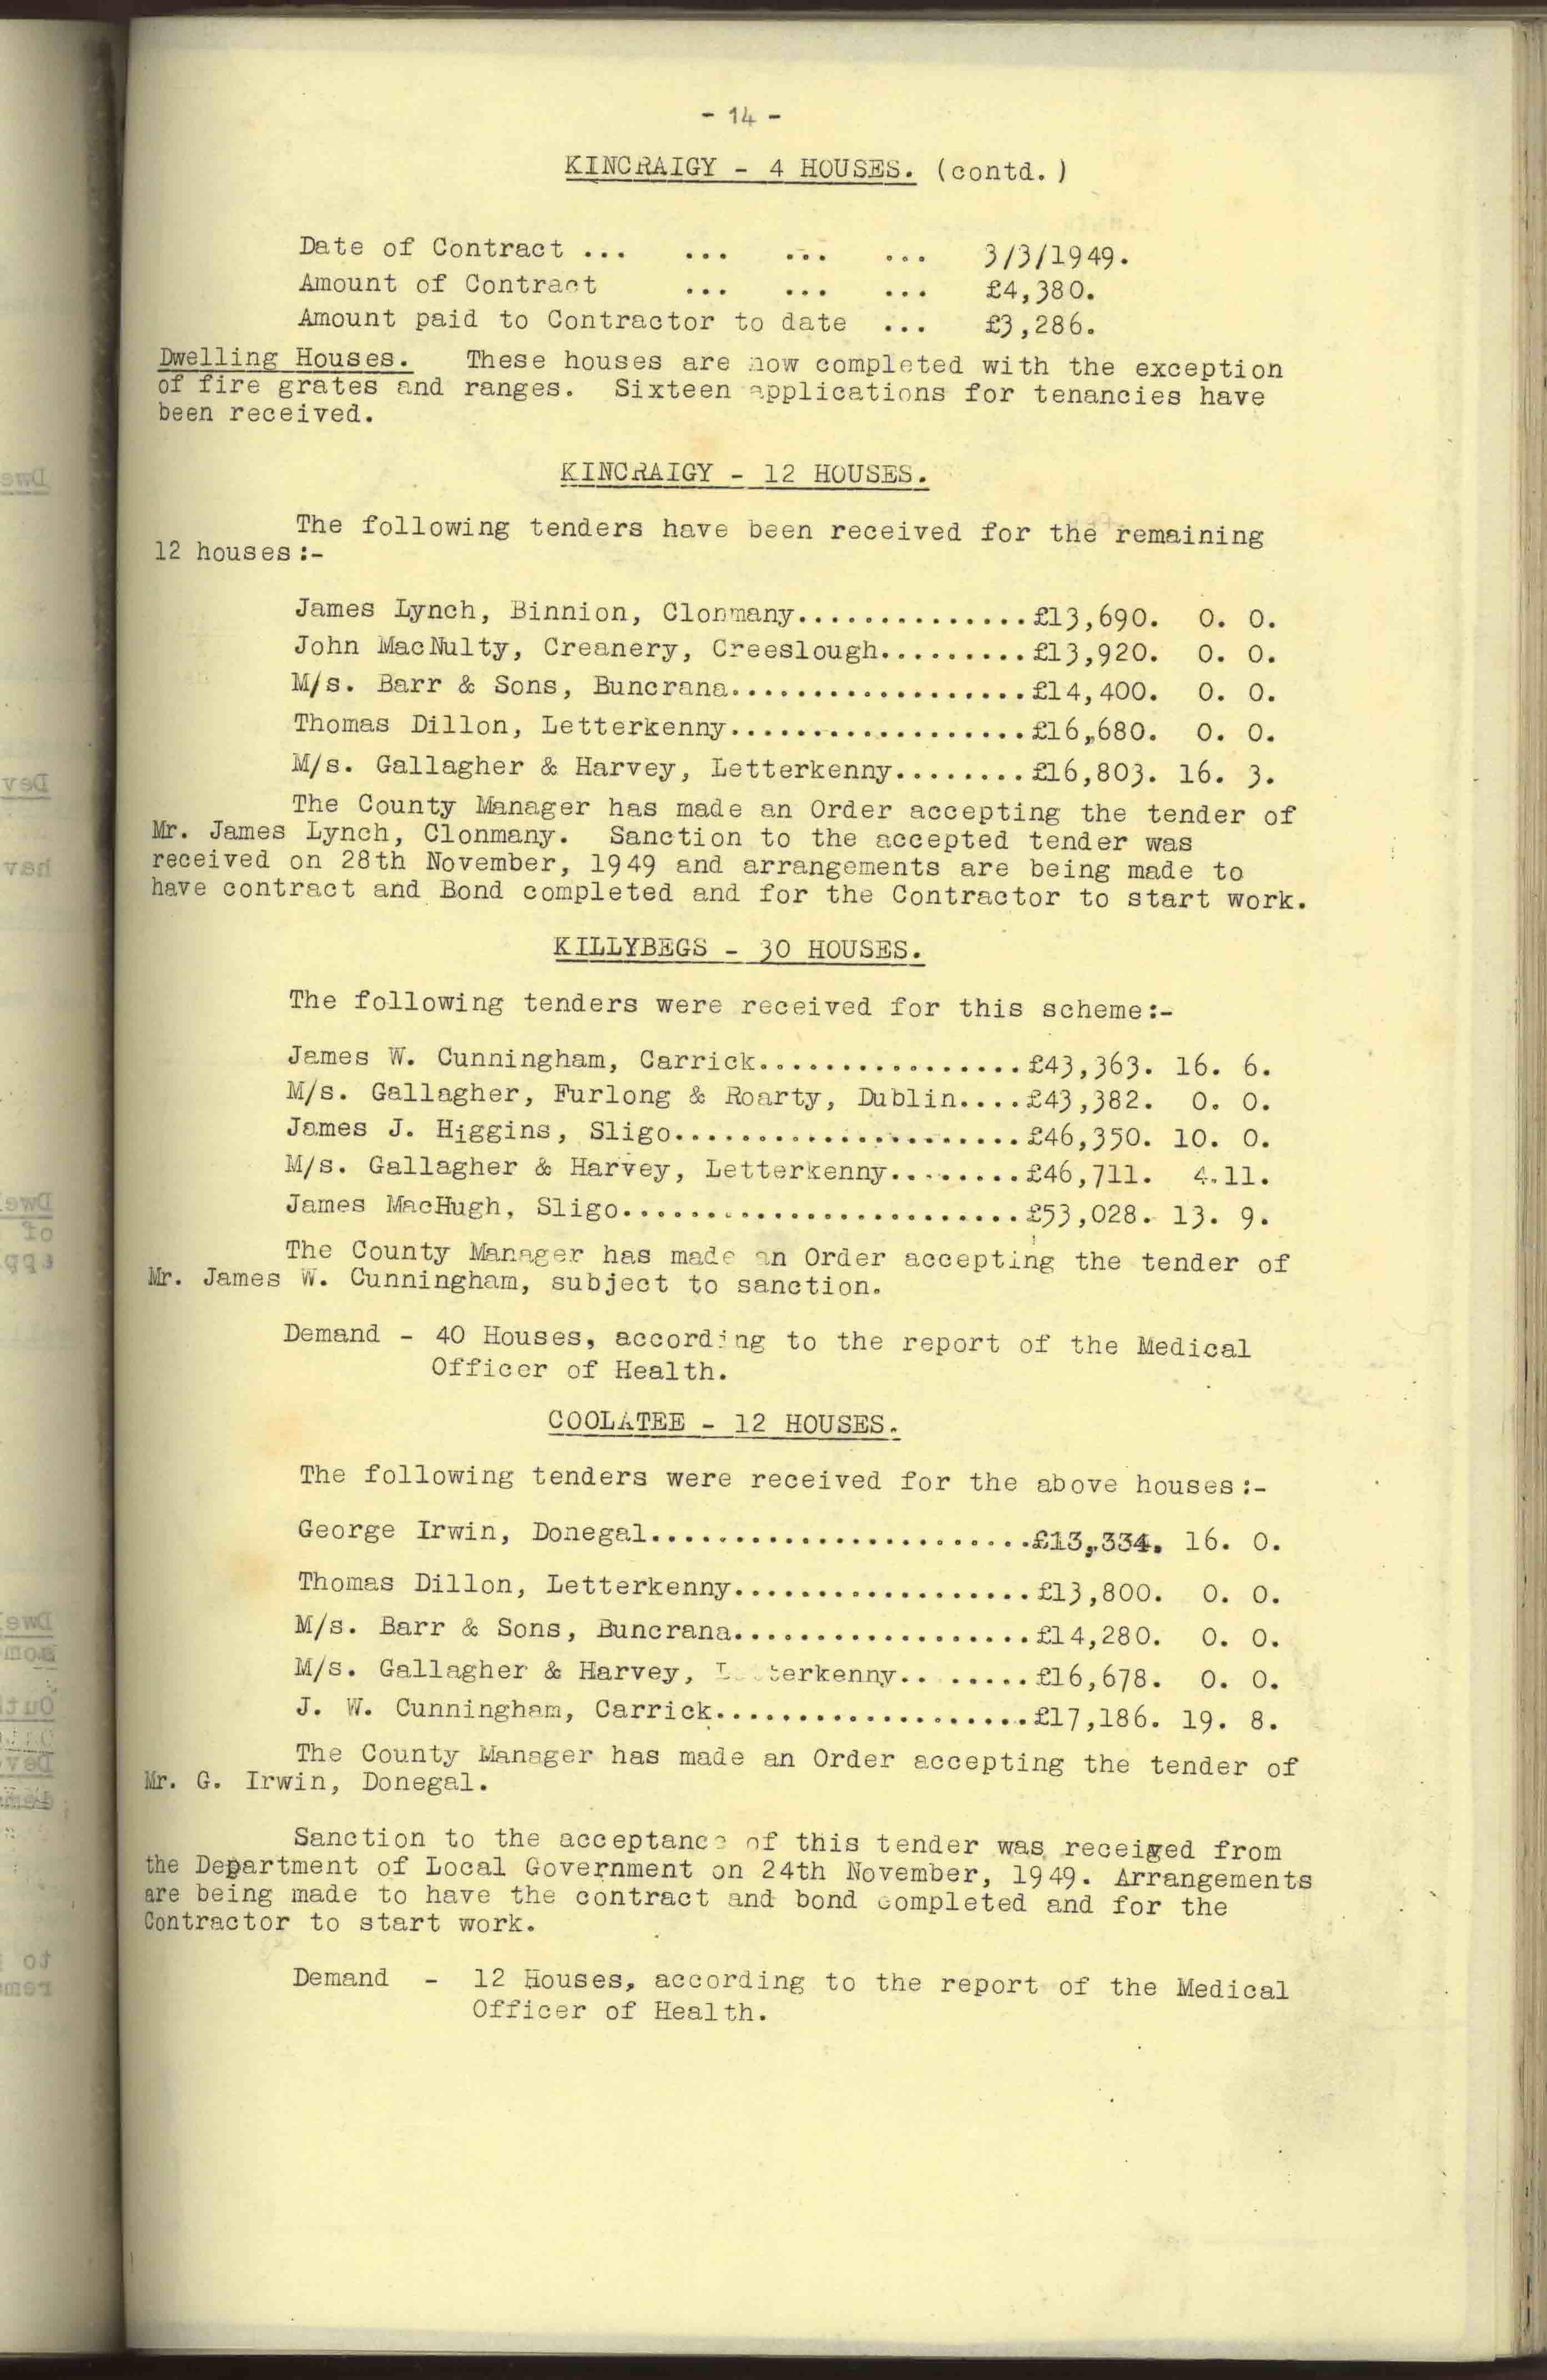 - 14 -
KINCRAIGY - 4 HOUSES. (contd. )
Date of Contract ... ... ... ... 3/3/1949.
Amount of Contract ... ... ... £4,380.
Amount paid to Contractor to date ... £3,286.
Dwelling Houses. These houses are now completed with the exception
of fire grates and ranges. Sixteen applications for tenancies have
been received.
KINCRAIGY - 12 HOUSES.
The following tenders have been received for the remaining
12 houses:-
James Lynch, Binnion, Clonmany..............£13,690. 0. 0.
John MacNulty, Creanery, Creeslough.........£13,920. 0. 0.
M/s. Barr & Sons, Buncrana..................£14,400. 0. 0.
Thomas Dillon, Letterkenny..................£16,680. 0. 0.
M/s. Gallagher & Harvey, Letterkenny........£16,803. 16. 3.
The County Manager has made an Order accepting the tender of
Mr. James Lynch, Clonmany. Sanction to the accepted tender was
received on 28th November, 1949 and arrangements are being made to
have contract and Bond completed and for the Contractor to start work.
KILLYBEGS - 30 HOUSES.
The following tenders were received for this scheme:-
James W. Cunningham, Carrick................£43,363. 16. 6.
M/s. Gallagher, Furlong & Roarty, Dublin....£43,382. 0. 0.
James J. Higgins, Sligo.....................£46,350. 10. 0.
M/s. Gallagher & Harvey, Letterkenny........£46,711. 4.11.
James MacHugh, Sligo........................£53,028. 13. 9.
The County Manager has made an Order accepting the tender of
Mr. James W. Cunningham, subject to sanction.
Demand - 40 Houses, according to the report of the Medical
Officer of Health.
COOLATEE - 12 HOUSES.
The following tenders were received for the above houses:-
George Irwin, Donegal.......................£13,334. 16. 0.
Thomas Dillon, Letterkenny..................£13,800. 0. 0.
M/s. Barr & Sons, Buncrana..................£14,280. 0. 0.
M/s. Gallagher & Harvey, Letterkenny.. .....£16,678. 0. 0.
J. W. Cunningham, Carrick...................£17,186. 19. 8.
The County Manager has made an Order accepting the tender of
Mr. G. Irwin, Donegal.
Sanction to the acceptance of this tender was received from
the Department of Local Government on 24th November, 1949. Arrangements
are being made to have the contract and bond completed and for the
Contractor to start work.
Demand - 12 Houses, according to the report of the Medical
Officer of Health.